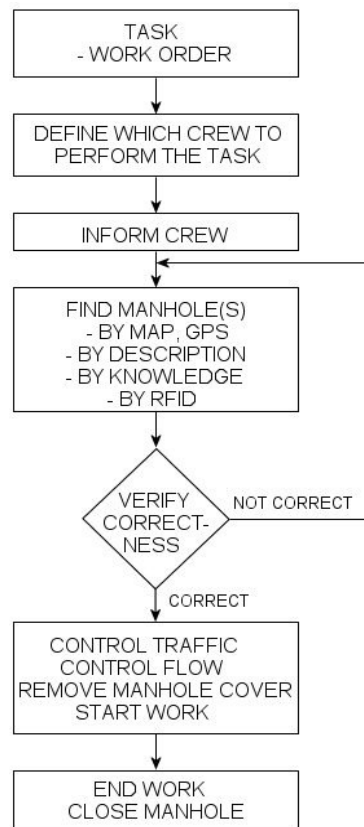 TASK
- WORK ORDER
DEFINE WHICH CREW TO
PERFORM THE TASK
INFORM CREW
FIND MANHOLE(S)
- BY MAP, GPS
- BY DESCRIPTION
- BY KNOWLEDGE
- BY RFID
VERIFY
CORRECT-
NESS
NOT CORRECT
CORRECT
CONTROL TRAFFIC
CONTROL FLOW
REMOVE MANHOLE COVER
START WORK
END WORK
CLOSE MANHOLE